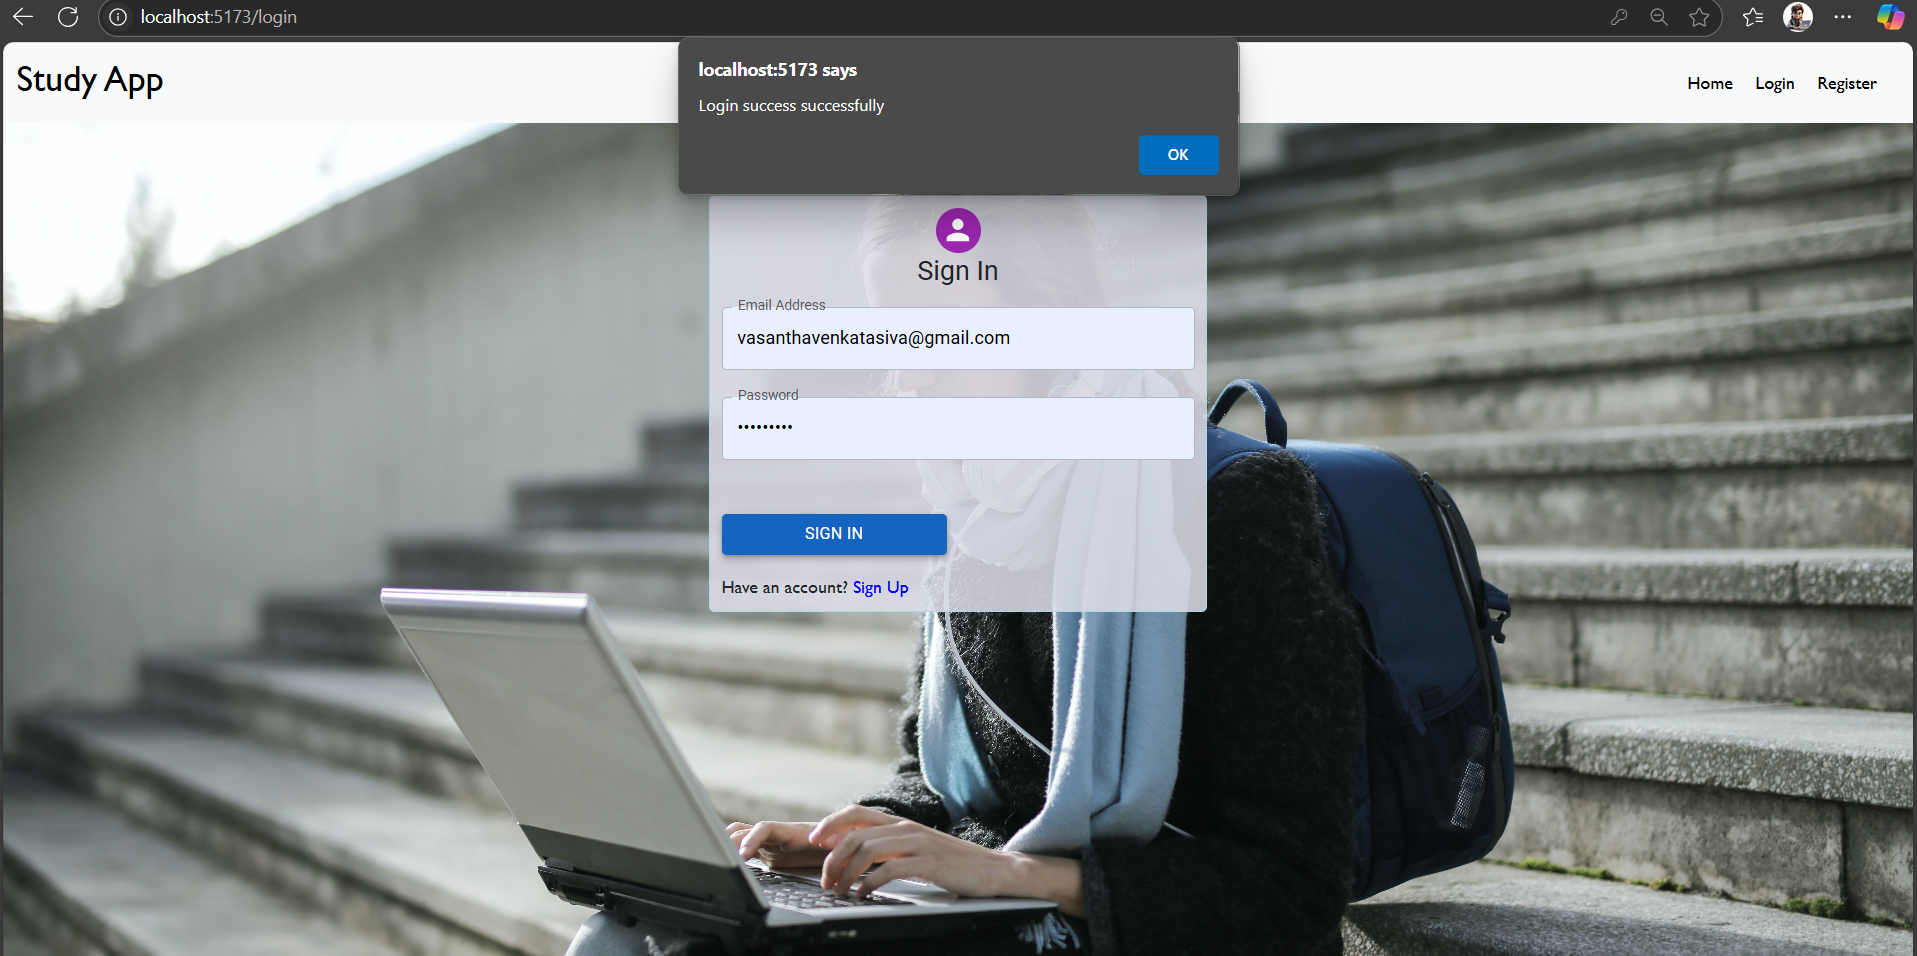 localhost:5173/login
Study App
Home Login Register
localhost:5173 says
Login success successfully
OK
Sign In
Email Address
vasanthavenkatasiva@gmail.com
Password
•••••••••
SIGN IN
Have an account? Sign Up